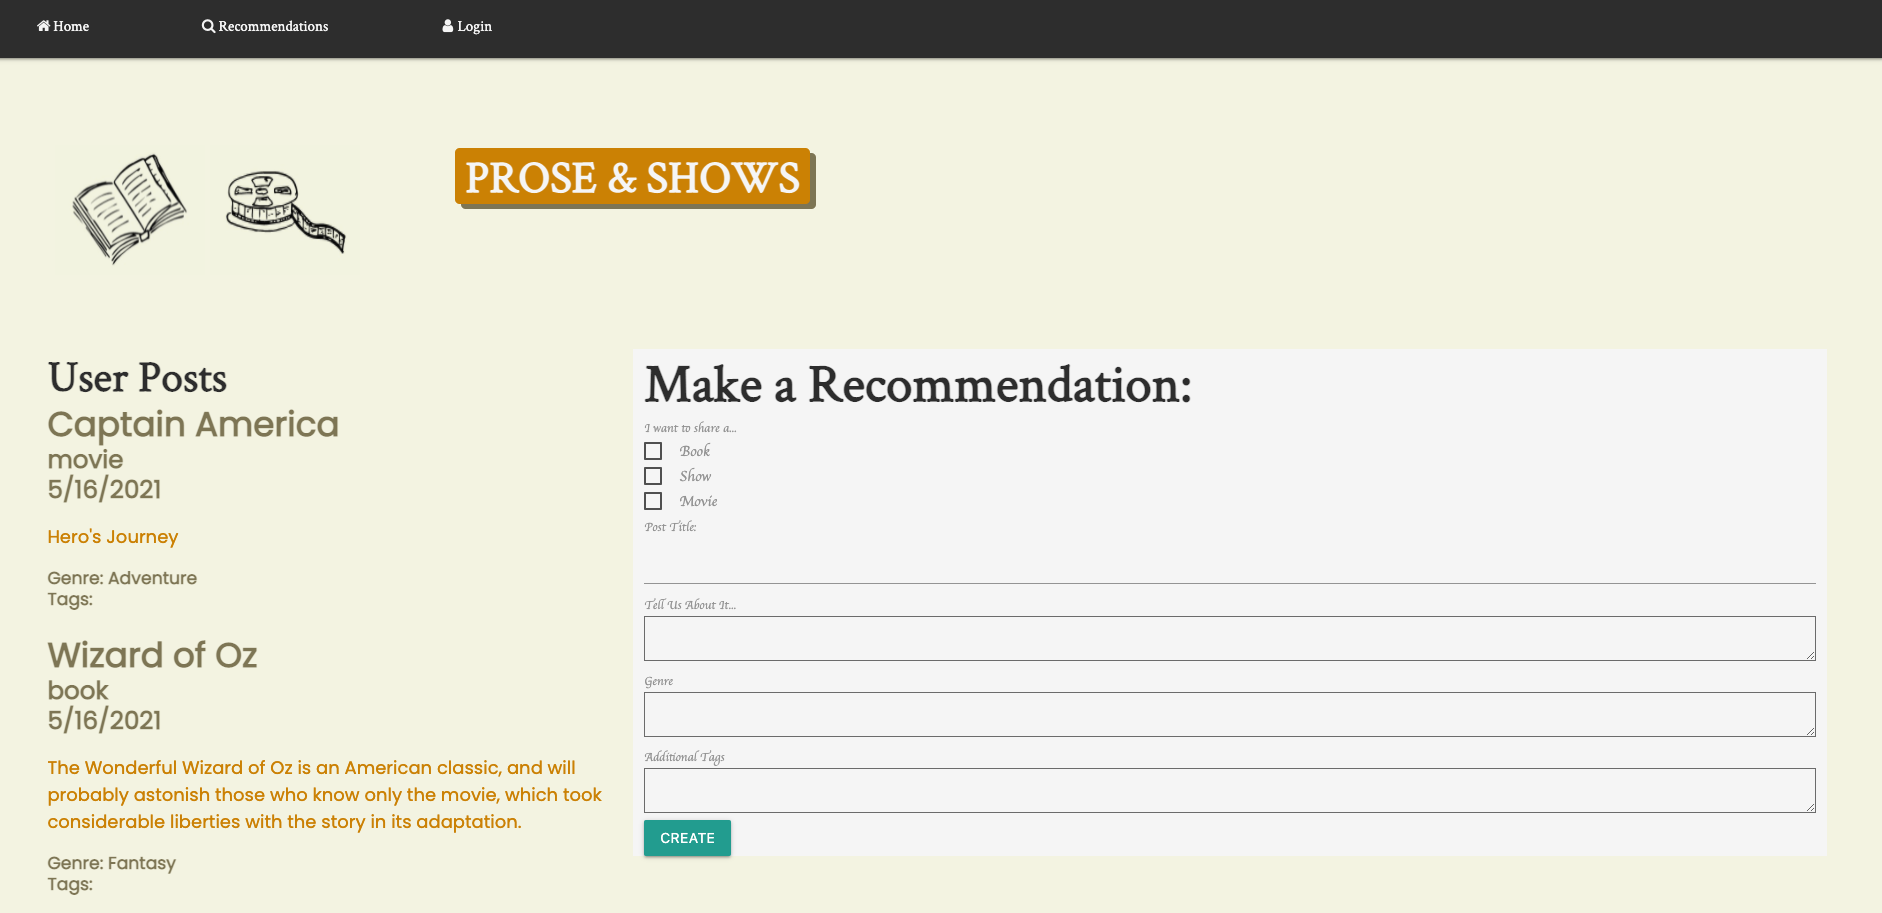 Home
Recommendations
Login
PROSE & SHOWS
User Posts
Captain America
movie
5/16/2021
Hero's Journey
Genre: Adventure
Tags:
Wizard of Oz
book
5/16/2021
The Wonderful Wizard of Oz is an American classic, and will
probably astonish those who know only the movie, which took
considerable liberties with the story in its adaptation.
Genre: Fantasy
Tags:
Make a Recommendation:
I want to share a...
Book
Show
Movie
Post Title:
Tell Us About It...
Genre
Additional Tags
CREATE